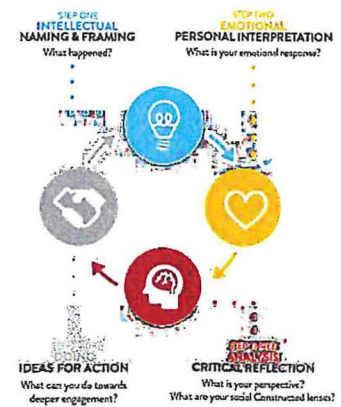 STEP ONE
INTELLECTUAL
NAMING & FRAMING
What happened?
STEP TWO
EMOTIONAL
PERSONAL INTERPRETATION
What is your emotional response?
DOING
IDEAS FOR ACTION
What can you do towards
deeper engagement?
ANALYSIS
CRITICAL REFLECTION
What is your perspective?
What are your social Constructed lenses?